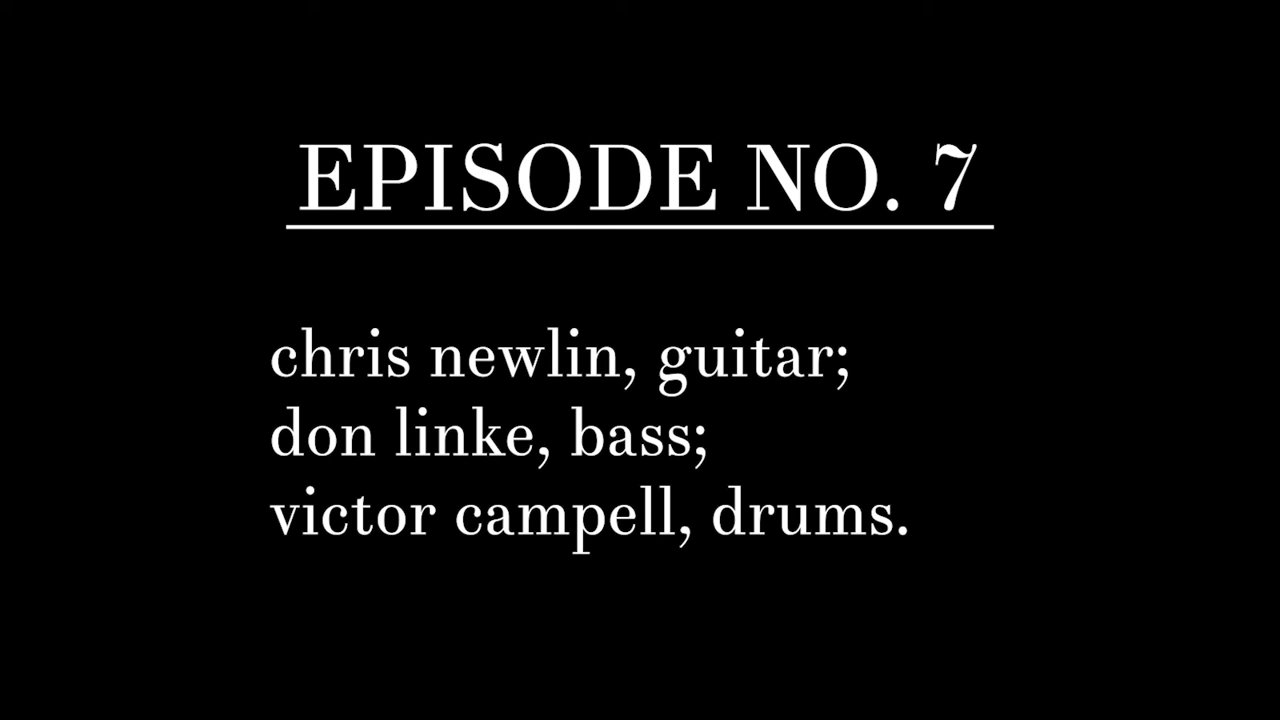 EPISODE NO. 7
chris newlin, guitar;
don linke, bass;
victor campell, drums.